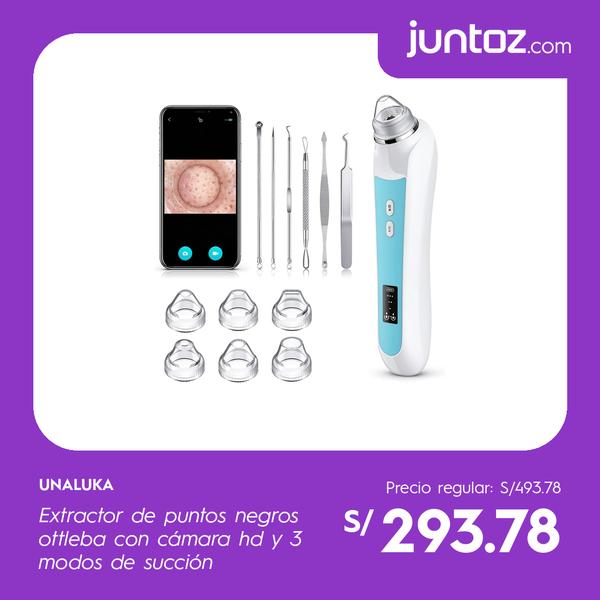 juntoz.com
UNALUKA
Extractor de puntos negros
ottleba con cámara hd y 3
modos de succión
Precio regular: S/493.78
S/293.78